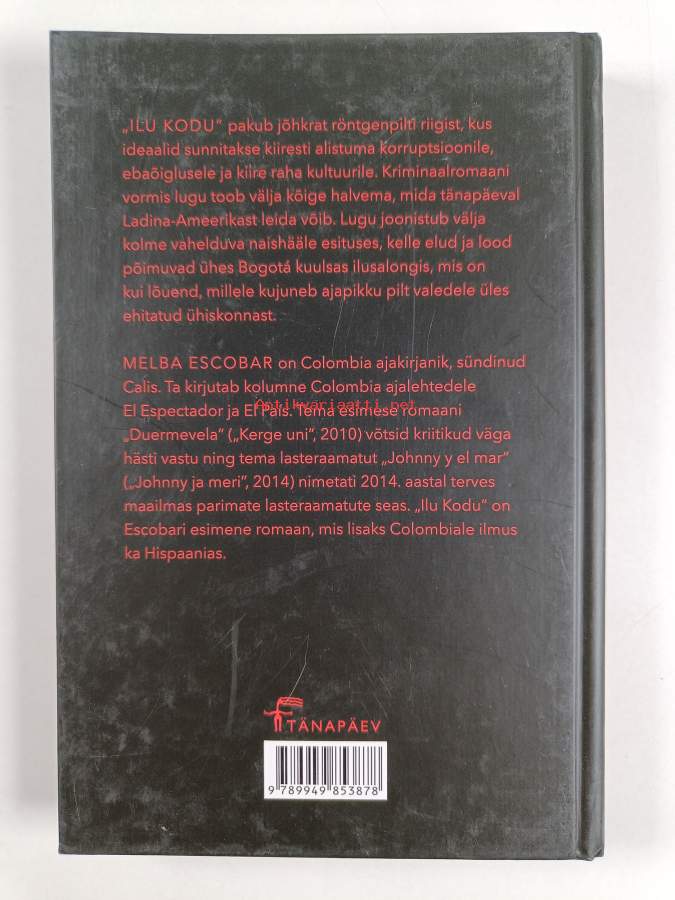 „ILU KODU“ pakub jõhkrat röntgenpilti riigist, kus
ideaalid sunnitakse kiiresti alistuma korruptsioonile,
ebaõiglusele ja kiire raha kultuurile. Kriminaalromaani
vormis lugu toob välja kõige halvema, mida tänapäeval
Ladina-Ameerikast leida võib. Lugu joonistub välja
kolme vahelduva naishääle esituses, kelle elud ja lood
põimuvad ühes Bogotá kuulsas ilusalongis, mis on
kui lõuend, millele kujuneb ajapikku pilt valedele üles
ehitatud ühiskonnast.
MELBA ESCOBAR on Colombia ajakirjanik, sündinud
Calis. Ta kirjutab kolumne Colombia ajalehtedele
Antikvariaatti.net
El Espectador ja El País. Tema esimese romaani
„Duermevela“ („Kerge uni“, 2010) võtsid kriitikud väga
hästi vastu ning tema lasteraamatut „Johnny y el mar“
(„Johnny ja meri“, 2014) nimetati 2014. aastal terves
maailmas parimate lasteraamatute seas. „Ilu Kodu“ on
Escobari esimene romaan, mis lisaks Colombiale ilmus
ka Hispaanias.
TÄNAPÄEV
9 789949 853878